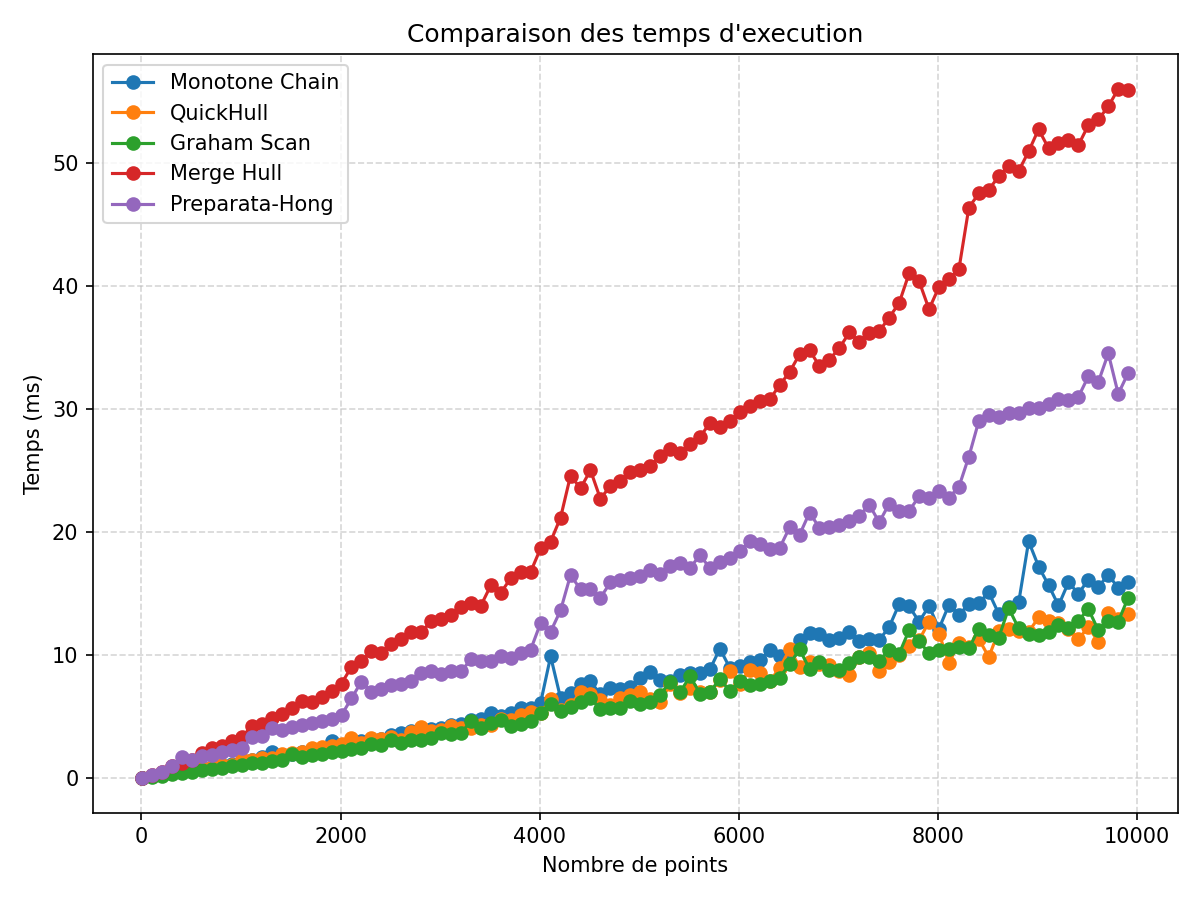 Comparaison des temps d'execution
Monotone Chain
QuickHull
Graham Scan
Merge Hull
Preparata-Hong
Temps (ms)
50
40
30
20
10
0
0 2000 4000 6000 8000 10000
Nombre de points